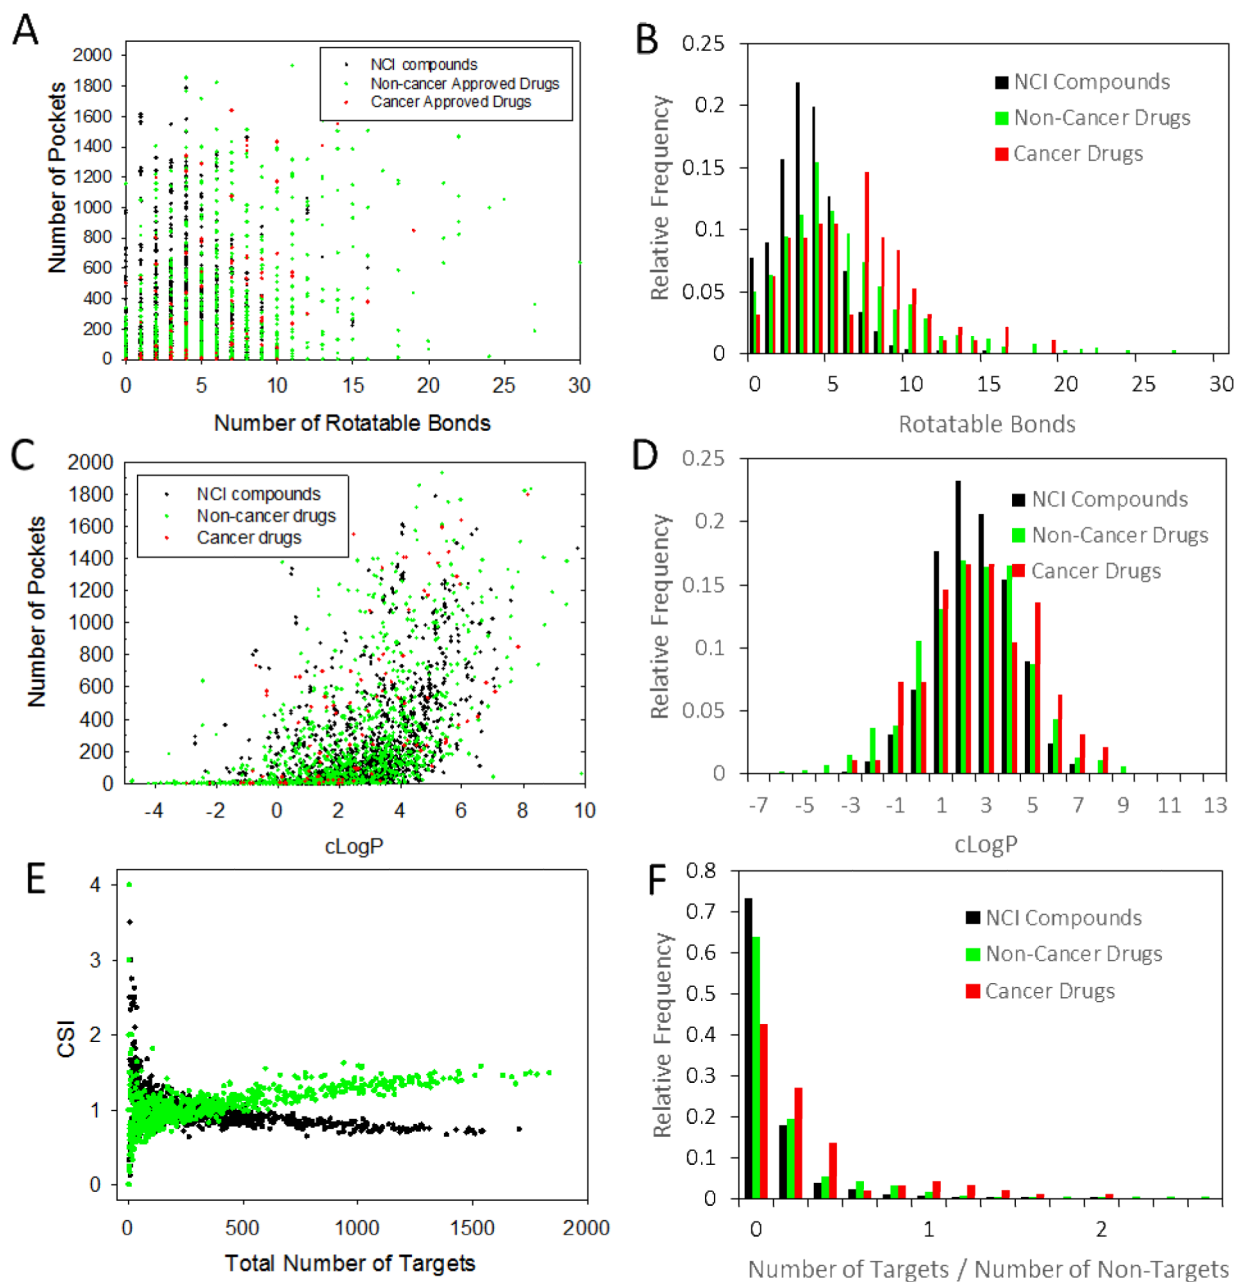 A
Number of Pockets
2000
1800
1600
1400
1200
1000
800
600
400
200
0
NCI compounds
Non-cancer Approved Drugs
Cancer Approved Drugs
0 5 10 15 20 25 30
Number of Rotatable Bonds
B
Relative Frequency
0.25
0.2
0.15
0.1
0.05
0
NCI Compounds
Non-Cancer Drugs
Cancer Drugs
0 5 10 15 20 30
Rotatable Bonds
C
Number of Pockets
2000
1800
1600
1400
1200
1000
800
600
400
200
0
NCI compounds
Non-cancer drugs
Cancer drugs
-4 -2 0 2 4 6 8 10
cLogP
D
Relative Frequency
0.25
0.2
0.15
0.1
0.05
0
NCI Compounds
Non-Cancer Drugs
Cancer Drugs
-7 -5 -3 -1 1 3 5 7 9 11 13
cLogP
E
CSI
4
3
2
1
0
0 500 1000 1500 2000
Total Number of Targets
F
Relative Frequency
0.8
0.7
0.6
0.5
0.4
0.3
0.2
0.1
0
NCI Compounds
Non-Cancer Drugs
Cancer Drugs
0 1 2
Number of Targets / Number of Non-Targets